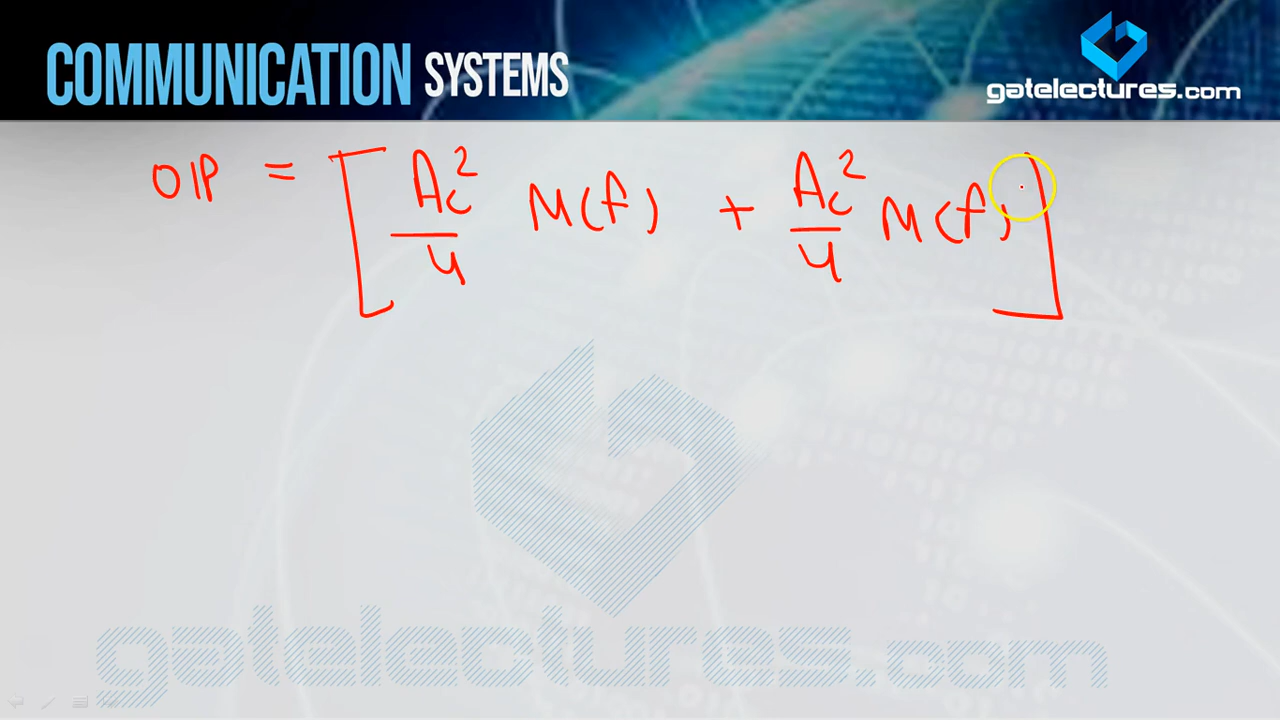 COMMUNICATION SYSTEMS
gatelectures.com
O/P = [ Ac²/4 M(f) + Ac²/4 M(f) ]
gatelectures.com